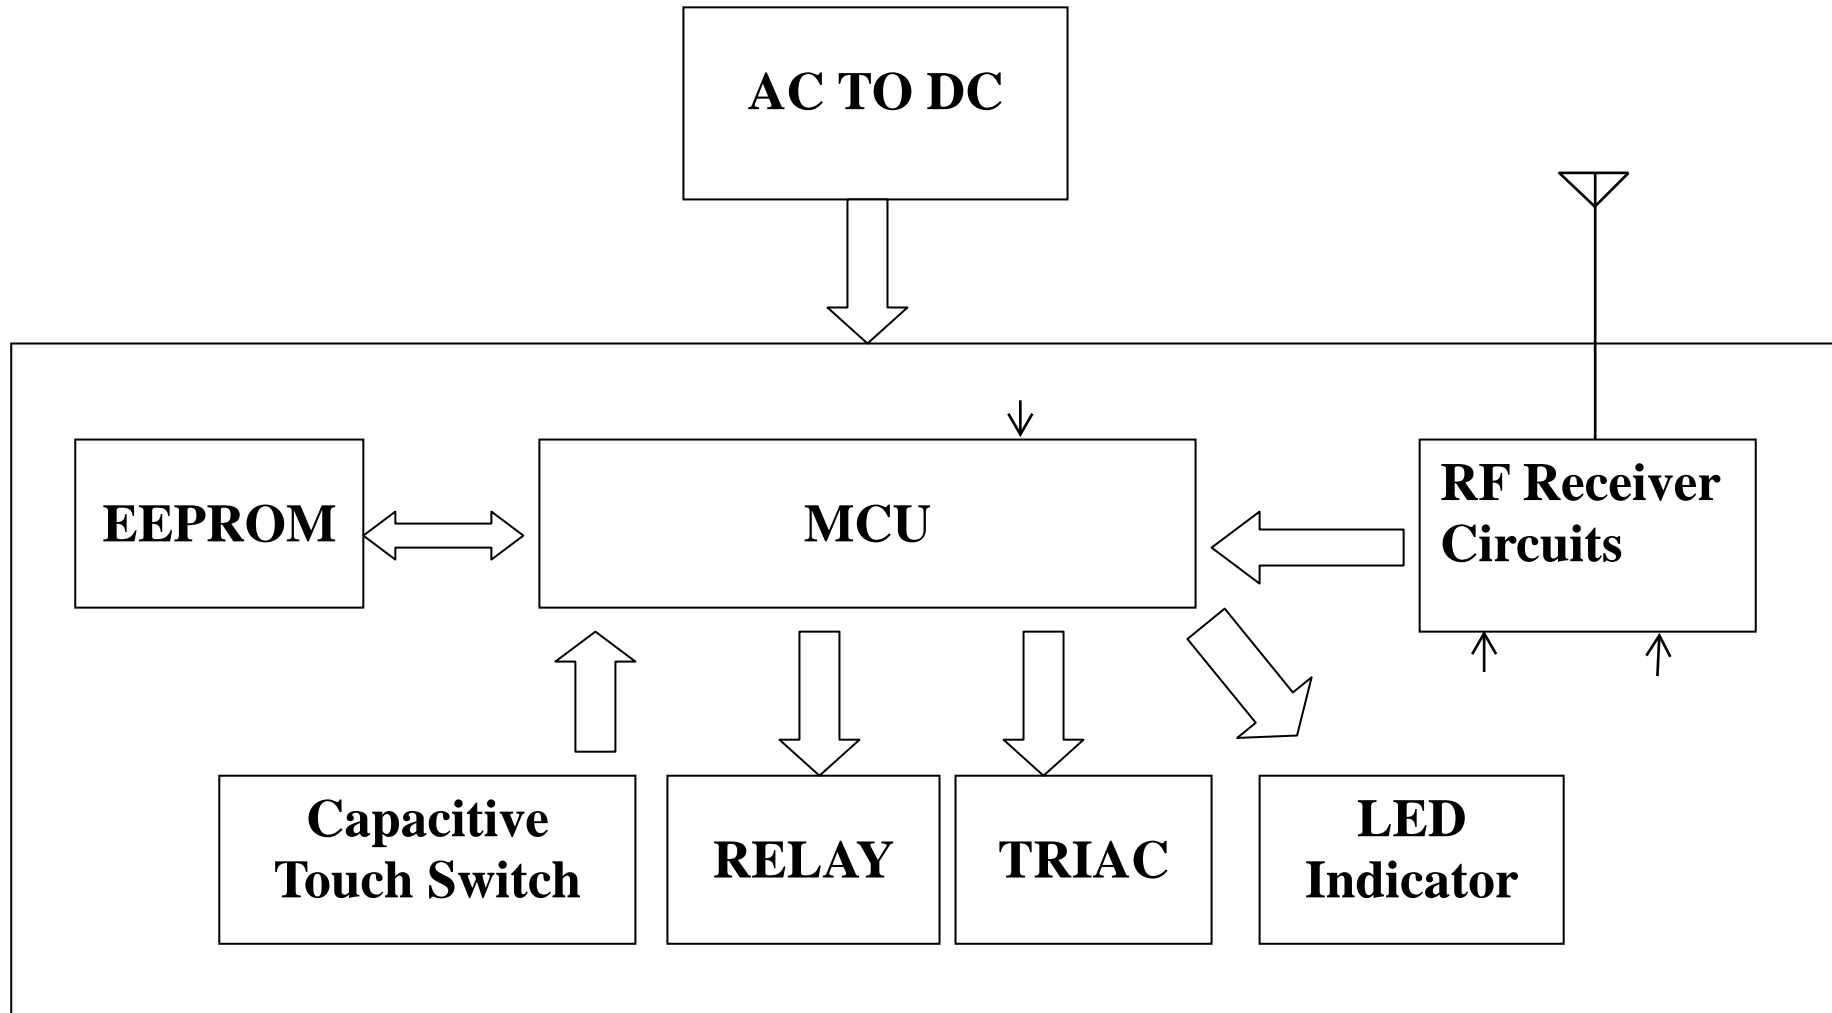 AC TO DC
EEPROM
MCU
RF Receiver
Circuits
Capacitive
Touch Switch
RELAY
TRIAC
LED
Indicator